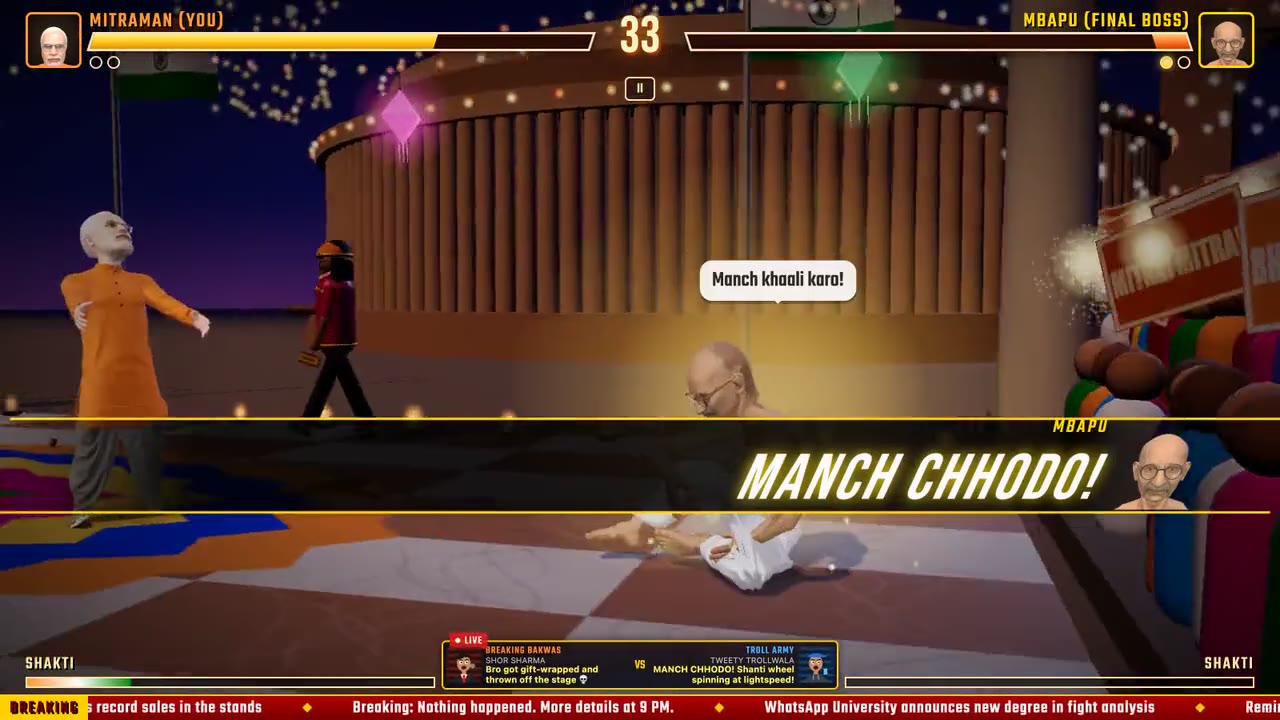 MITRAMAN (YOU)
33
MBAPU (FINAL BOSS)
Manch khaali karo!
MBAPU
MANCH CHHODO!
SHAKTI
LIVE
BREAKING BAKWAS
SHOR SHARMA
Bro got gift-wrapped and
thrown off the stage 💀
VS
TROLL ARMY
TWEETY TROLLWALA
MANCH CHHODO! Shanti wheel
spinning at lightspeed!
SHAKTI
BREAKING
s record sales in the stands ◆ Breaking: Nothing happened. More details at 9 PM. ◆ WhatsApp University announces new degree in fight analysis ◆ Remi